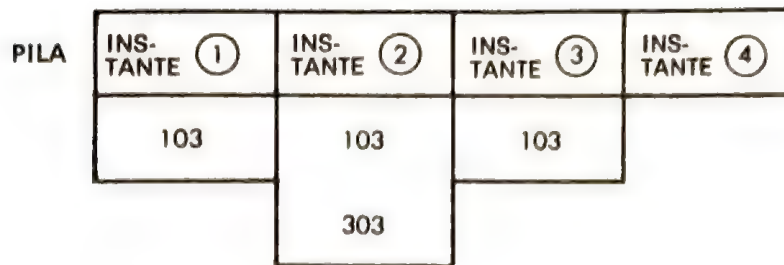 PILA
INS-
TANTE 1
INS-
TANTE 2
INS-
TANTE 3
INS-
TANTE 4
103 103 103
303